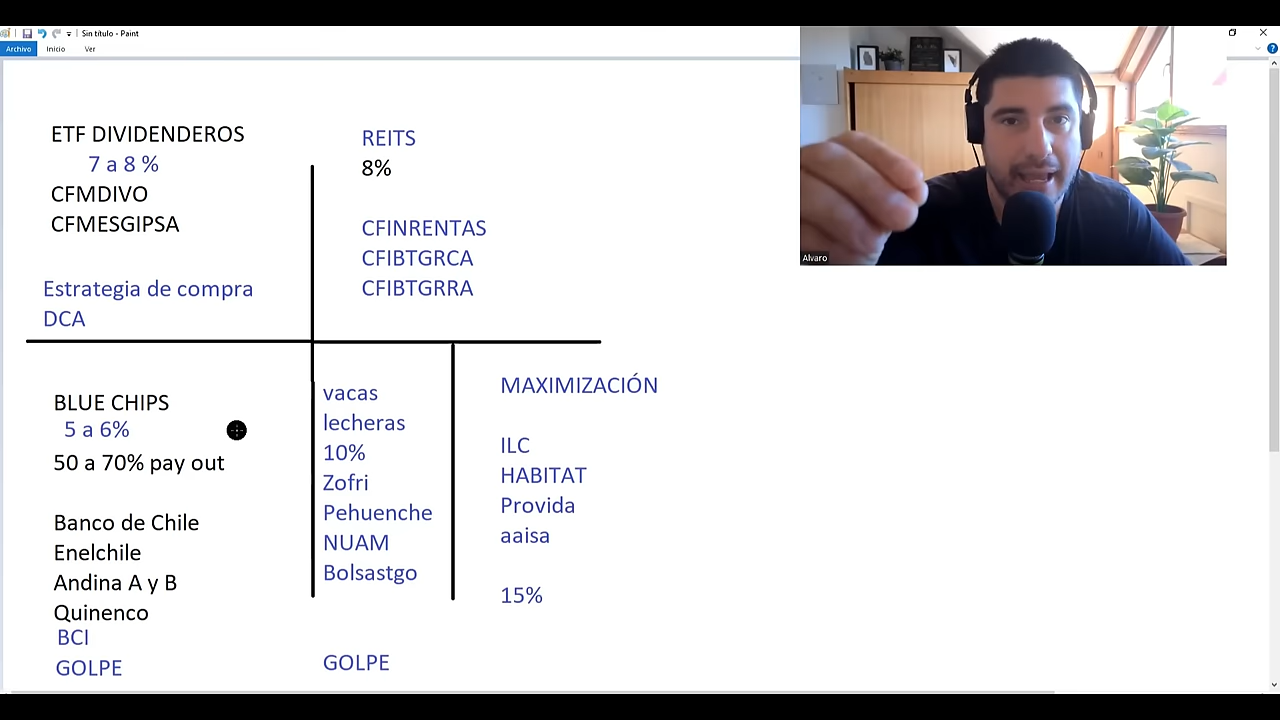 Sin título - Paint
Archivo Inicio Ver
ETF DIVIDENDEROS
7 a 8 %
CFMDIVO
CFMESGIPSA
Estrategia de compra
DCA
REITS
8%
CFINRENTAS
CFIBTGRCA
CFIBTGRRA
BLUE CHIPS
5 a 6%
50 a 70% pay out
Banco de Chile
Enelchile
Andina A y B
Quinenco
BCI
GOLPE
vacas
lecheras
10%
Zofri
Pehuenche
NUAM
Bolsastgo
GOLPE
MAXIMIZACIÓN
ILC
HABITAT
Provida
aaisa
15%
Alvaro